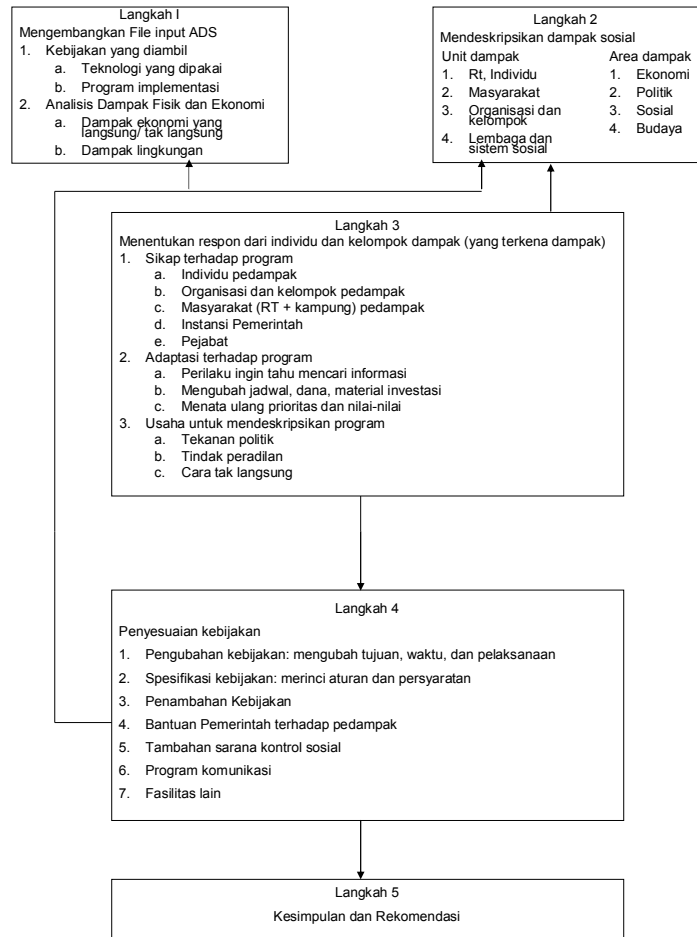 Langkah I
Mengembangkan File input ADS
1. Kebijakan yang diambil
a. Teknologi yang dipakai
b. Program implementasi
2. Analisis Dampak Fisik dan Ekonomi
a. Dampak ekonomi yang
langsung/ tak langsung
b. Dampak lingkungan
Langkah 2
Mendeskripsikan dampak sosial
Unit dampak
1. Rt, Individu
2. Masyarakat
3. Organisasi dan
kelompok
4. Lembaga dan
sistem sosial
Area dampak
1. Ekonomi
2. Politik
3. Sosial
4. Budaya
Langkah 3
Menentukan respon dari individu dan kelompok dampak (yang terkena dampak)
1. Sikap terhadap program
a. Individu pedampak
b. Organisasi dan kelompok pedampak
c. Masyarakat (RT + kampung) pedampak
d. Instansi Pemerintah
e. Pejabat
2. Adaptasi terhadap program
a. Perilaku ingin tahu mencari informasi
b. Mengubah jadwal, dana, material investasi
c. Menata ulang prioritas dan nilai-nilai
3. Usaha untuk mendeskripsikan program
a. Tekanan politik
b. Tindak peradilan
c. Cara tak langsung
Langkah 4
Penyesuaian kebijakan
1. Pengubahan kebijakan: mengubah tujuan, waktu, dan pelaksanaan
2. Spesifikasi kebijakan: merinci aturan dan persyaratan
3. Penambahan Kebijakan
4. Bantuan Pemerintah terhadap pedampak
5. Tambahan sarana kontrol sosial
6. Program komunikasi
7. Fasilitas lain
Langkah 5
Kesimpulan dan Rekomendasi